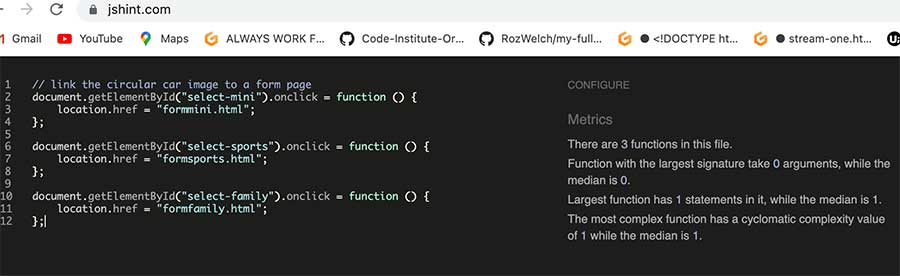 jshint.com
Gmail YouTube Maps ALWAYS WORK F... Code-Institute-Or... RozWelch/my-full... <!DOCTYPE ht... stream-one.ht...
1 // link the circular car image to a form page
2 document.getElementById("select-mini").onclick = function () {
3 location.href = "formmini.html";
4 };
5
6 document.getElementById("select-sports").onclick = function () {
7 location.href = "formsports.html";
8 };
9
10 document.getElementById("select-family").onclick = function () {
11 location.href = "formfamily.html";
12 };
CONFIGURE
Metrics
There are 3 functions in this file.
Function with the largest signature take 0 arguments, while the
median is 0.
Largest function has 1 statements in it, while the median is 1.
The most complex function has a cyclomatic complexity value
of 1 while the median is 1.